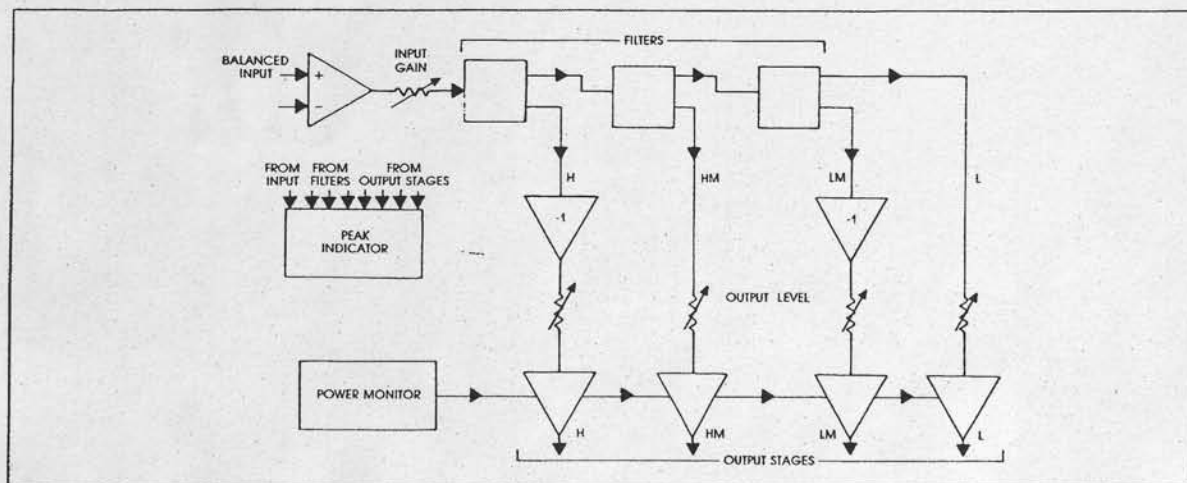 FILTERS
BALANCED
INPUT
+
−
INPUT
GAIN
FROM
INPUT
FROM
FILTERS
FROM
OUTPUT STAGES
PEAK
INDICATOR
H
HM
LM
L
-1
-1
OUTPUT LEVEL
POWER MONITOR
H
HM
LM
L
OUTPUT STAGES